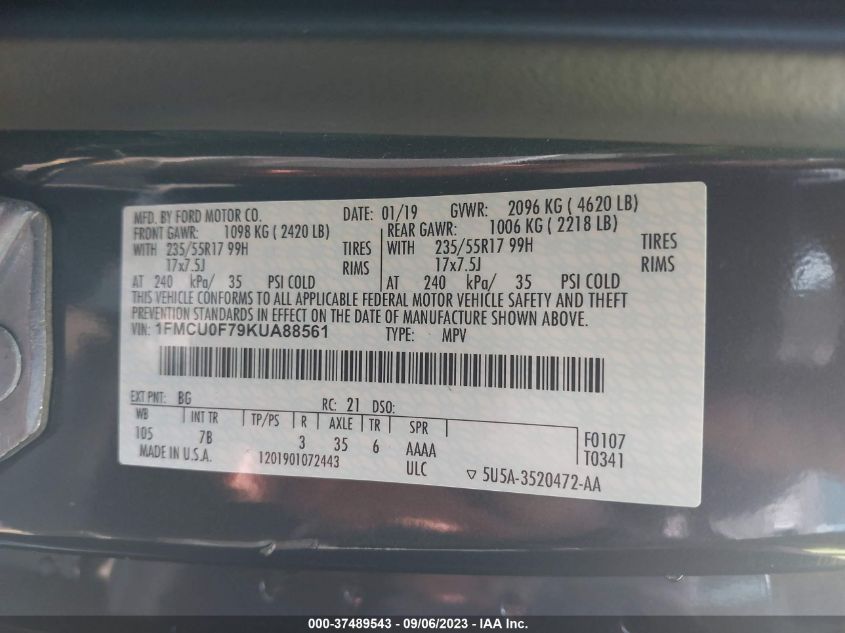 MFD. BY FORD MOTOR CO. DATE: 01/19 GVWR: 2096 KG ( 4620 LB)
FRONT GAWR: 1098 KG ( 2420 LB) REAR GAWR: 1006 KG ( 2218 LB)
WITH 235/55R17 99H TIRES WITH 235/55R17 99H TIRES
17x7.5J RIMS 17x7.5J RIMS
AT 240 kPa/ 35 PSI COLD AT 240 kPa/ 35 PSI COLD
THIS VEHICLE CONFORMS TO ALL APPLICABLE FEDERAL MOTOR VEHICLE SAFETY AND THEFT
PREVENTION STANDARDS IN EFFECT ON THE DATE OF MANUFACTURE SHOWN ABOVE.
VIN: 1FMCU0F79KUA88561 TYPE: MPV
EXT PNT: BG RC: 21 DSO:
WB INT TR TP/PS R AXLE TR SPR
105 7B 3 35 6 AAAA F0107
MADE IN U.S.A. 1201901072443 ULC T0341
▽ 5U5A-3520472-AA
000-37489543 - 09/06/2023 - IAA Inc.